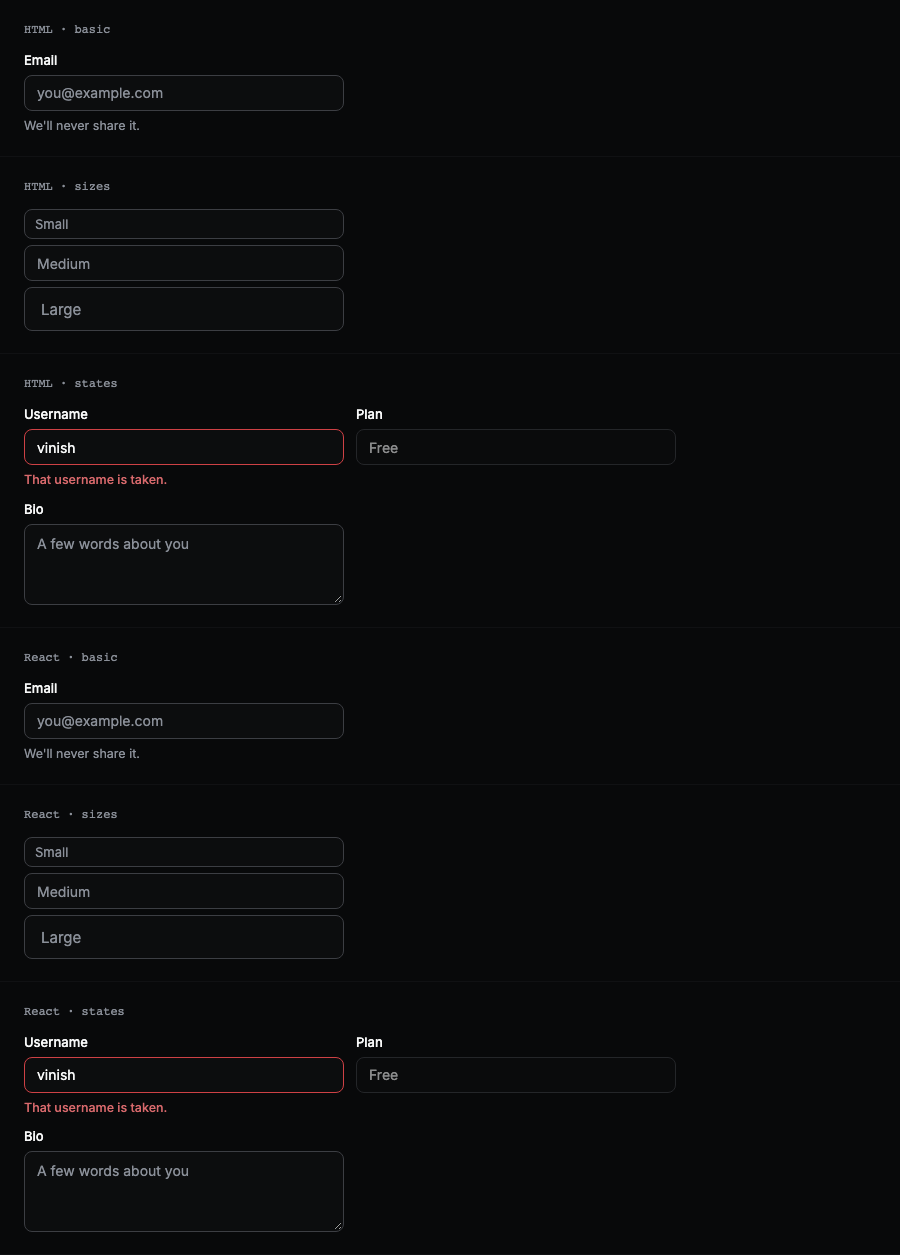 HTML · basic
Email
you@example.com
We'll never share it.
HTML · sizes
Small
Medium
Large
HTML · states
Username
Plan
vinish
Free
That username is taken.
Bio
A few words about you
React · basic
Email
you@example.com
We'll never share it.
React · sizes
Small
Medium
Large
React · states
Username
Plan
vinish
Free
That username is taken.
Bio
A few words about you